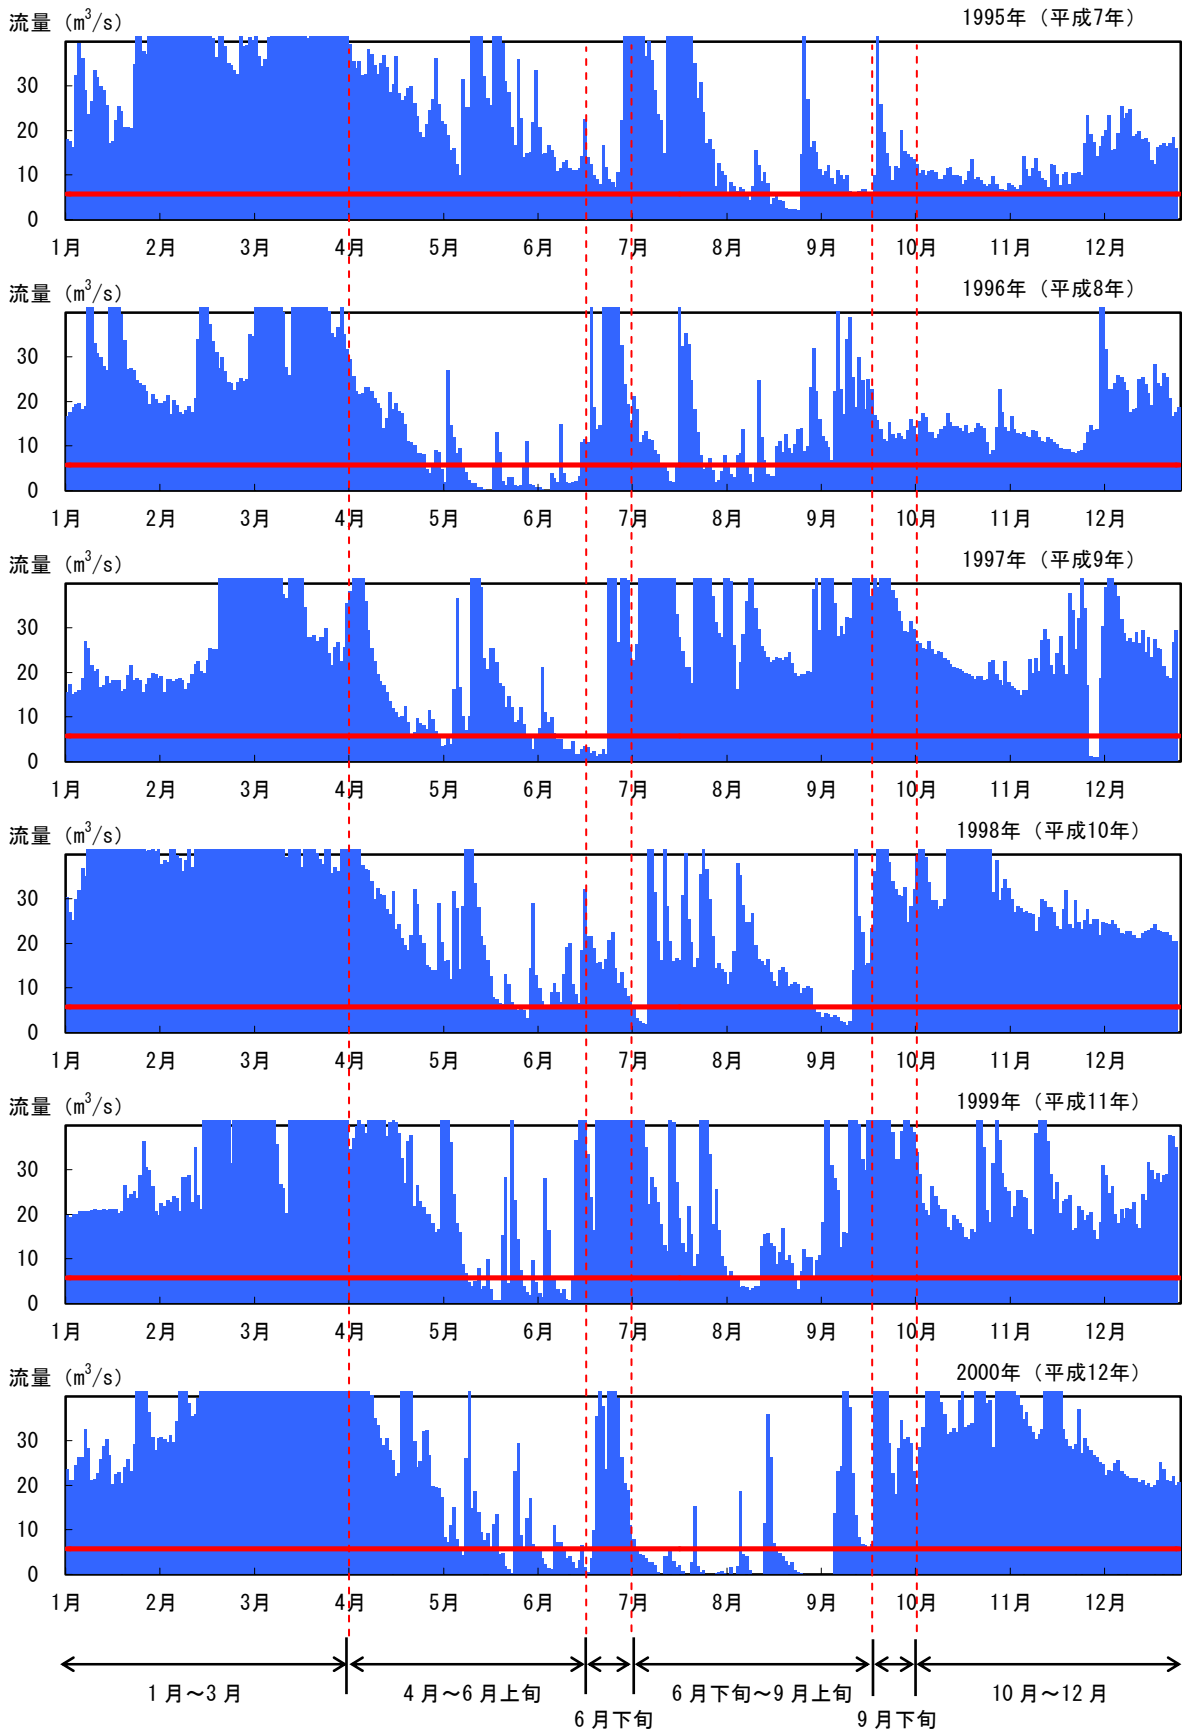 流量 (m³/s) 1995年 (平成7年)
30
20
10
0
1月 2月 3月 4月 5月 6月 7月 8月 9月 10月 11月 12月
流量 (m³/s) 1996年 (平成8年)
30
20
10
0
1月 2月 3月 4月 5月 6月 7月 8月 9月 10月 11月 12月
流量 (m³/s) 1997年 (平成9年)
30
20
10
0
1月 2月 3月 4月 5月 6月 7月 8月 9月 10月 11月 12月
流量 (m³/s) 1998年 (平成10年)
30
20
10
0
1月 2月 3月 4月 5月 6月 7月 8月 9月 10月 11月 12月
流量 (m³/s) 1999年 (平成11年)
30
20
10
0
1月 2月 3月 4月 5月 6月 7月 8月 9月 10月 11月 12月
流量 (m³/s) 2000年 (平成12年)
30
20
10
0
1月 2月 3月 4月 5月 6月 7月 8月 9月 10月 11月 12月
1月～3月 4月～6月上旬 6月下旬～9月上旬 10月～12月
6月下旬 9月下旬